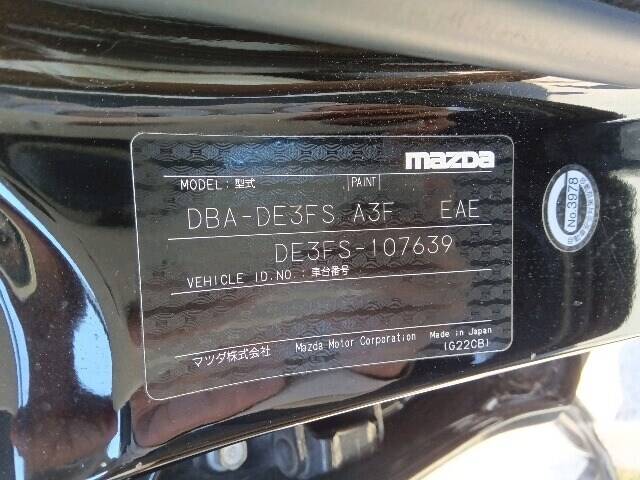 mazda
MODEL : 型式 PAINT
DBA-DE3FS A3F EAE
DE3FS-107639
VEHICLE ID.NO. : 車台番号
マツダ株式会社 Mazda Motor Corporation Made in Japan
(G22CB)
No.3978